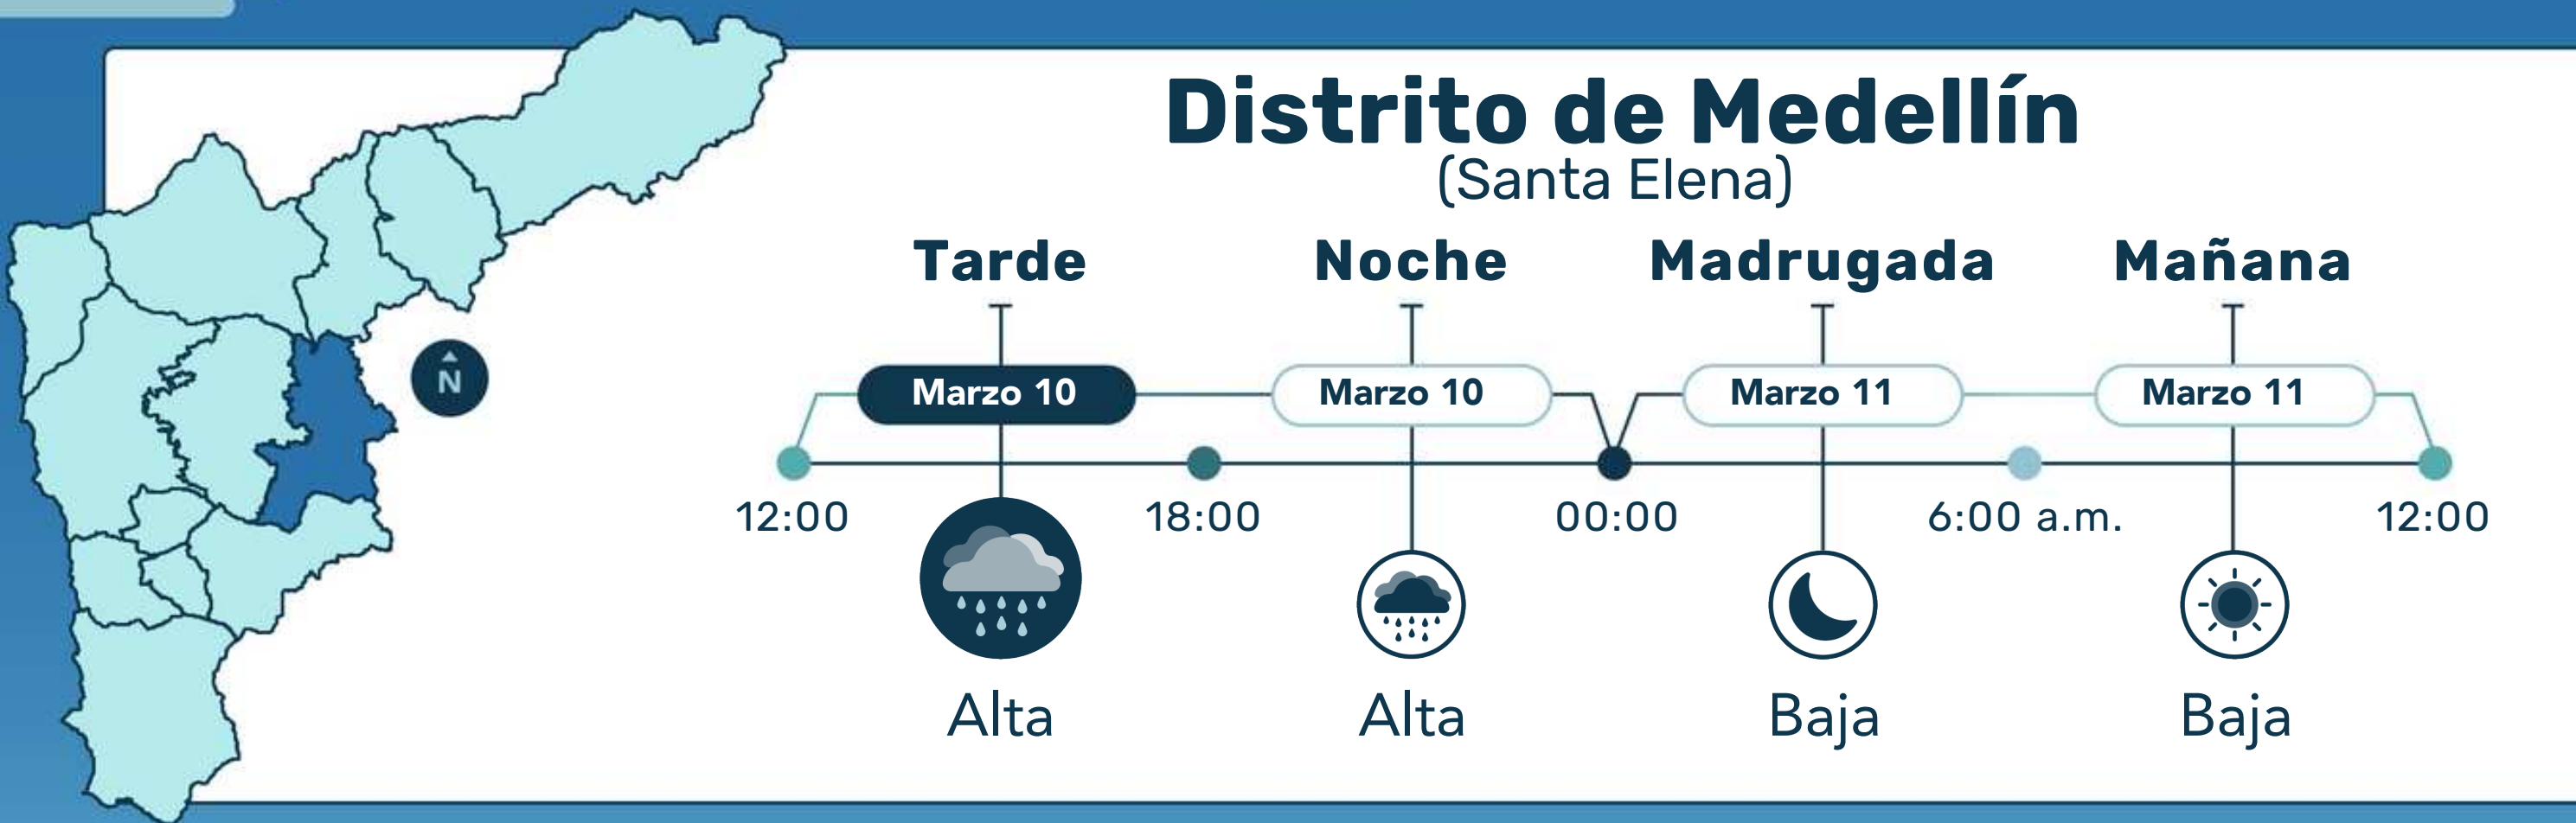 Distrito de Medellín
(Santa Elena)
Tarde Noche Madrugada Mañana
N
Marzo 10 Marzo 10 Marzo 11 Marzo 11
12:00 18:00 00:00 6:00 a.m. 12:00
Alta Alta Baja Baja